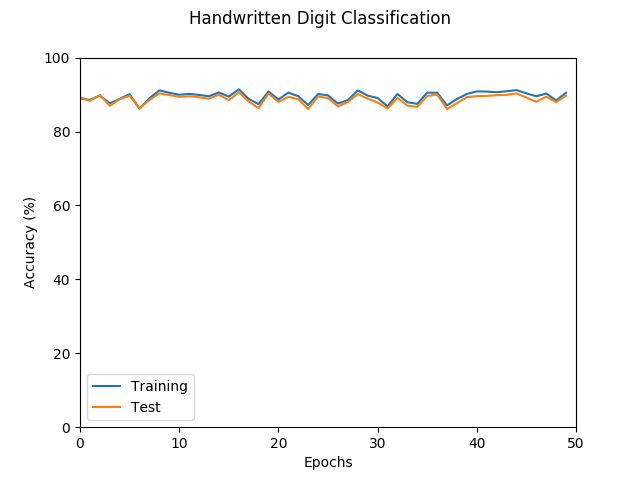 Handwritten Digit Classification
100
80
60
40
20
0
Accuracy (%)
Training
Test
0 10 20 30 40 50
Epochs